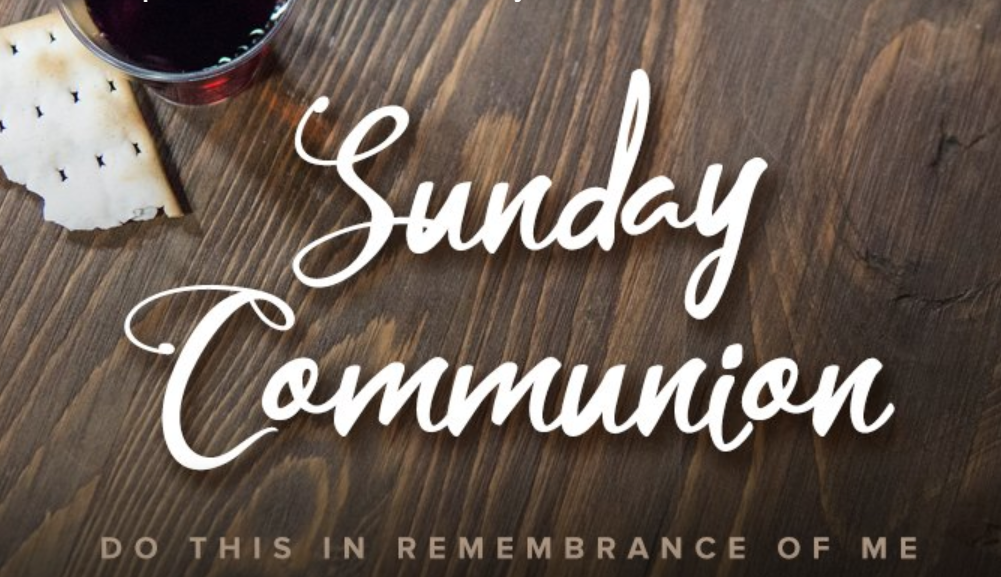 Sunday
Communion
DO THIS IN REMEMBRANCE OF ME